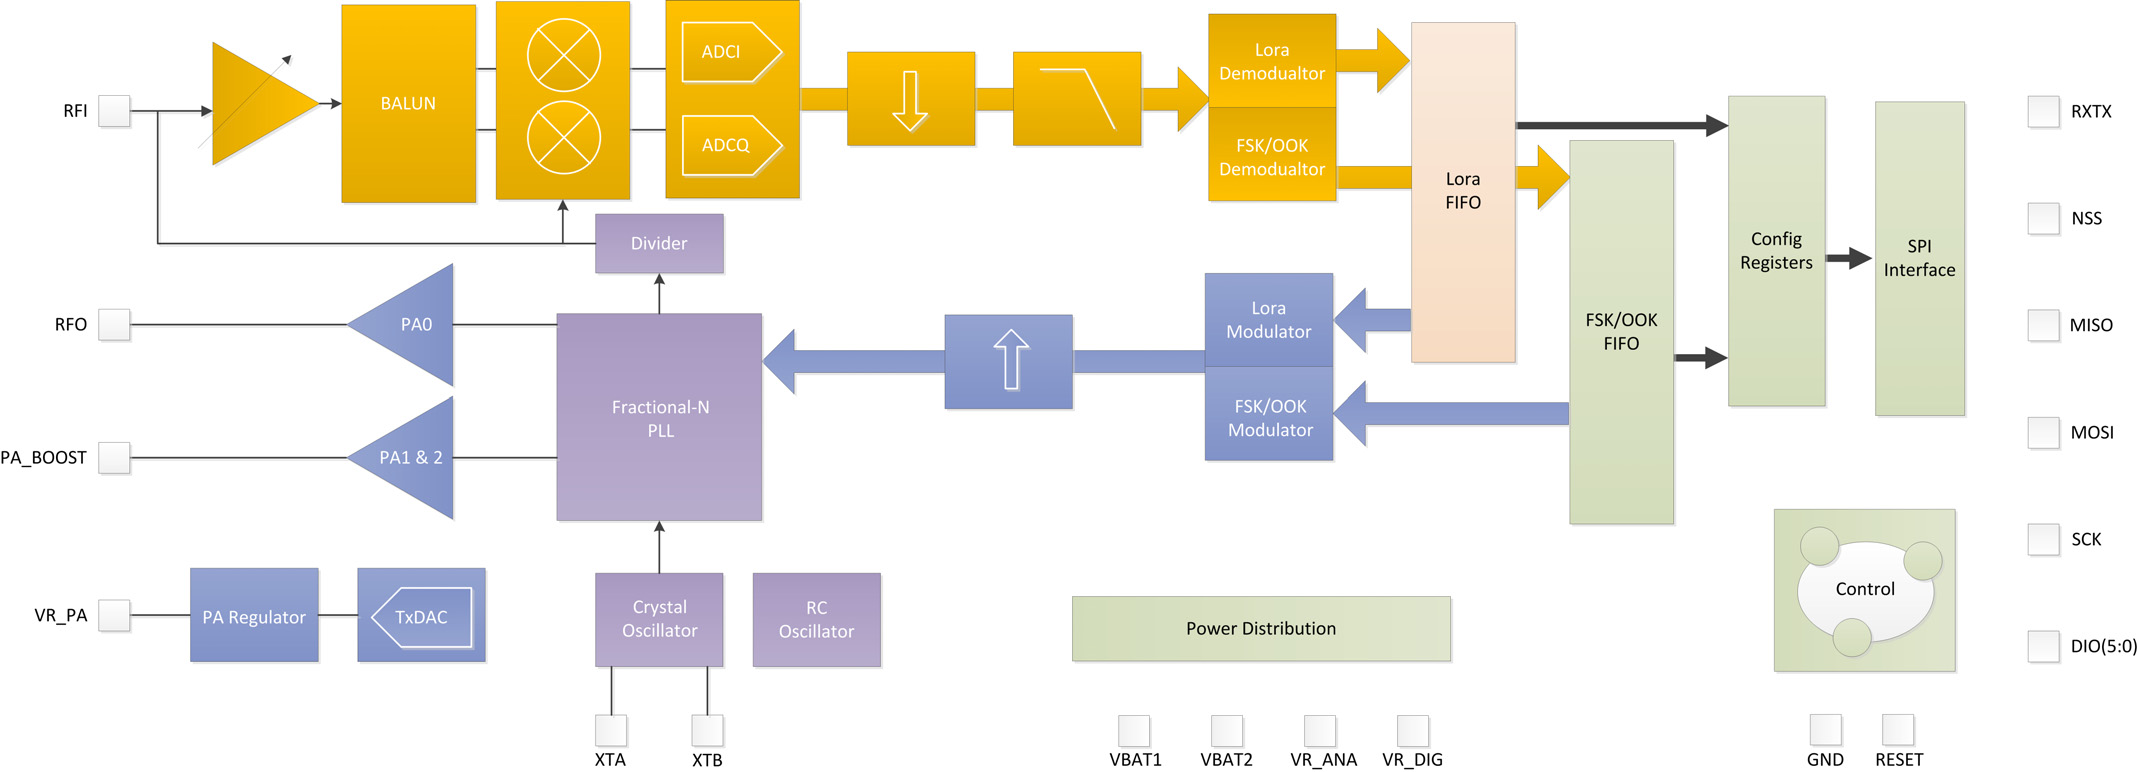 RFI
BALUN
ADCI
ADCQ
Lora
Demodualtor
FSK/OOK
Demodualtor
Lora
FIFO
Config
Registers
SPI
Interface
RXTX
NSS
MISO
MOSI
SCK
DIO(5:0)
Divider
RFO
PA0
Fractional-N
PLL
Lora
Modulator
FSK/OOK
Modulator
FSK/OOK
FIFO
PA_BOOST
PA1 & 2
VR_PA
PA Regulator
TxDAC
Crystal
Oscillator
RC
Oscillator
Power Distribution
Control
XTA
XTB
VBAT1
VBAT2
VR_ANA
VR_DIG
GND
RESET